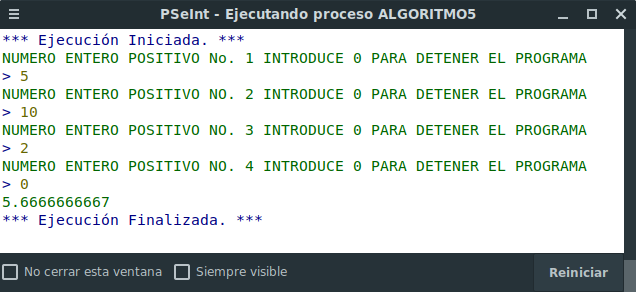 PSeInt - Ejecutando proceso ALGORITMO5
*** Ejecución Iniciada. ***
NUMERO ENTERO POSITIVO No. 1 INTRODUCE 0 PARA DETENER EL PROGRAMA
> 5
NUMERO ENTERO POSITIVO NO. 2 INTRODUCE 0 PARA DETENER EL PROGRAMA
> 10
NUMERO ENTERO POSITIVO NO. 3 INTRODUCE 0 PARA DETENER EL PROGRAMA
> 2
NUMERO ENTERO POSITIVO NO. 4 INTRODUCE 0 PARA DETENER EL PROGRAMA
> 0
5.6666666667
*** Ejecución Finalizada. ***
No cerrar esta ventana
Siempre visible
Reiniciar